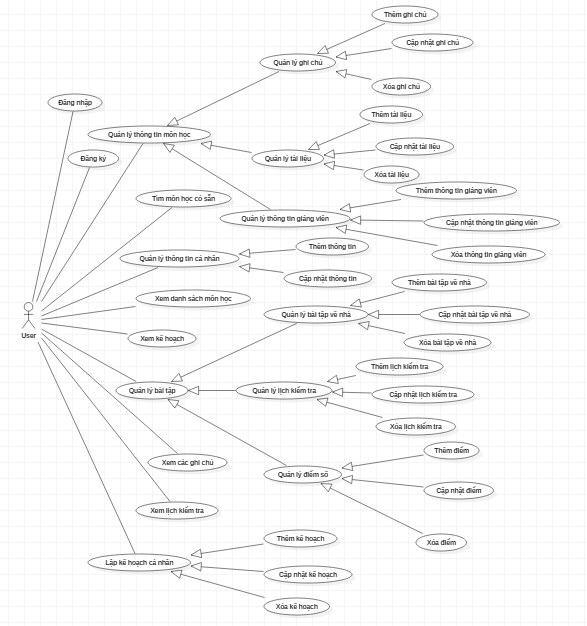 Thêm ghi chú
Cập nhật ghi chú
Quản lý ghi chú
Xóa ghi chú
Đăng nhập
Thêm tài liệu
Quản lý thông tin môn học
Cập nhật tài liệu
Đăng ký
Quản lý tài liệu
Xóa tài liệu
Thêm thông tin giảng viên
Tìm môn học có sẵn
Quản lý thông tin giảng viên
Cập nhật thông tin giảng viên
Thêm thông tin
Xóa thông tin giảng viên
Quản lý thông tin cá nhân
Cập nhật thông tin
Thêm bài tập về nhà
Xem danh sách môn học
Quản lý bài tập về nhà
Cập nhật bài tập về nhà
User
Xem kế hoạch
Xóa bài tập về nhà
Thêm lịch kiểm tra
Quản lý bài tập
Quản lý lịch kiểm tra
Cập nhật lịch kiểm tra
Xóa lịch kiểm tra
Thêm điểm
Xem các ghi chú
Quản lý điểm số
Cập nhật điểm
Xem lịch kiểm tra
Thêm kế hoạch
Xóa điểm
Lập kế hoạch cá nhân
Cập nhật kế hoạch
Xóa kế hoạch